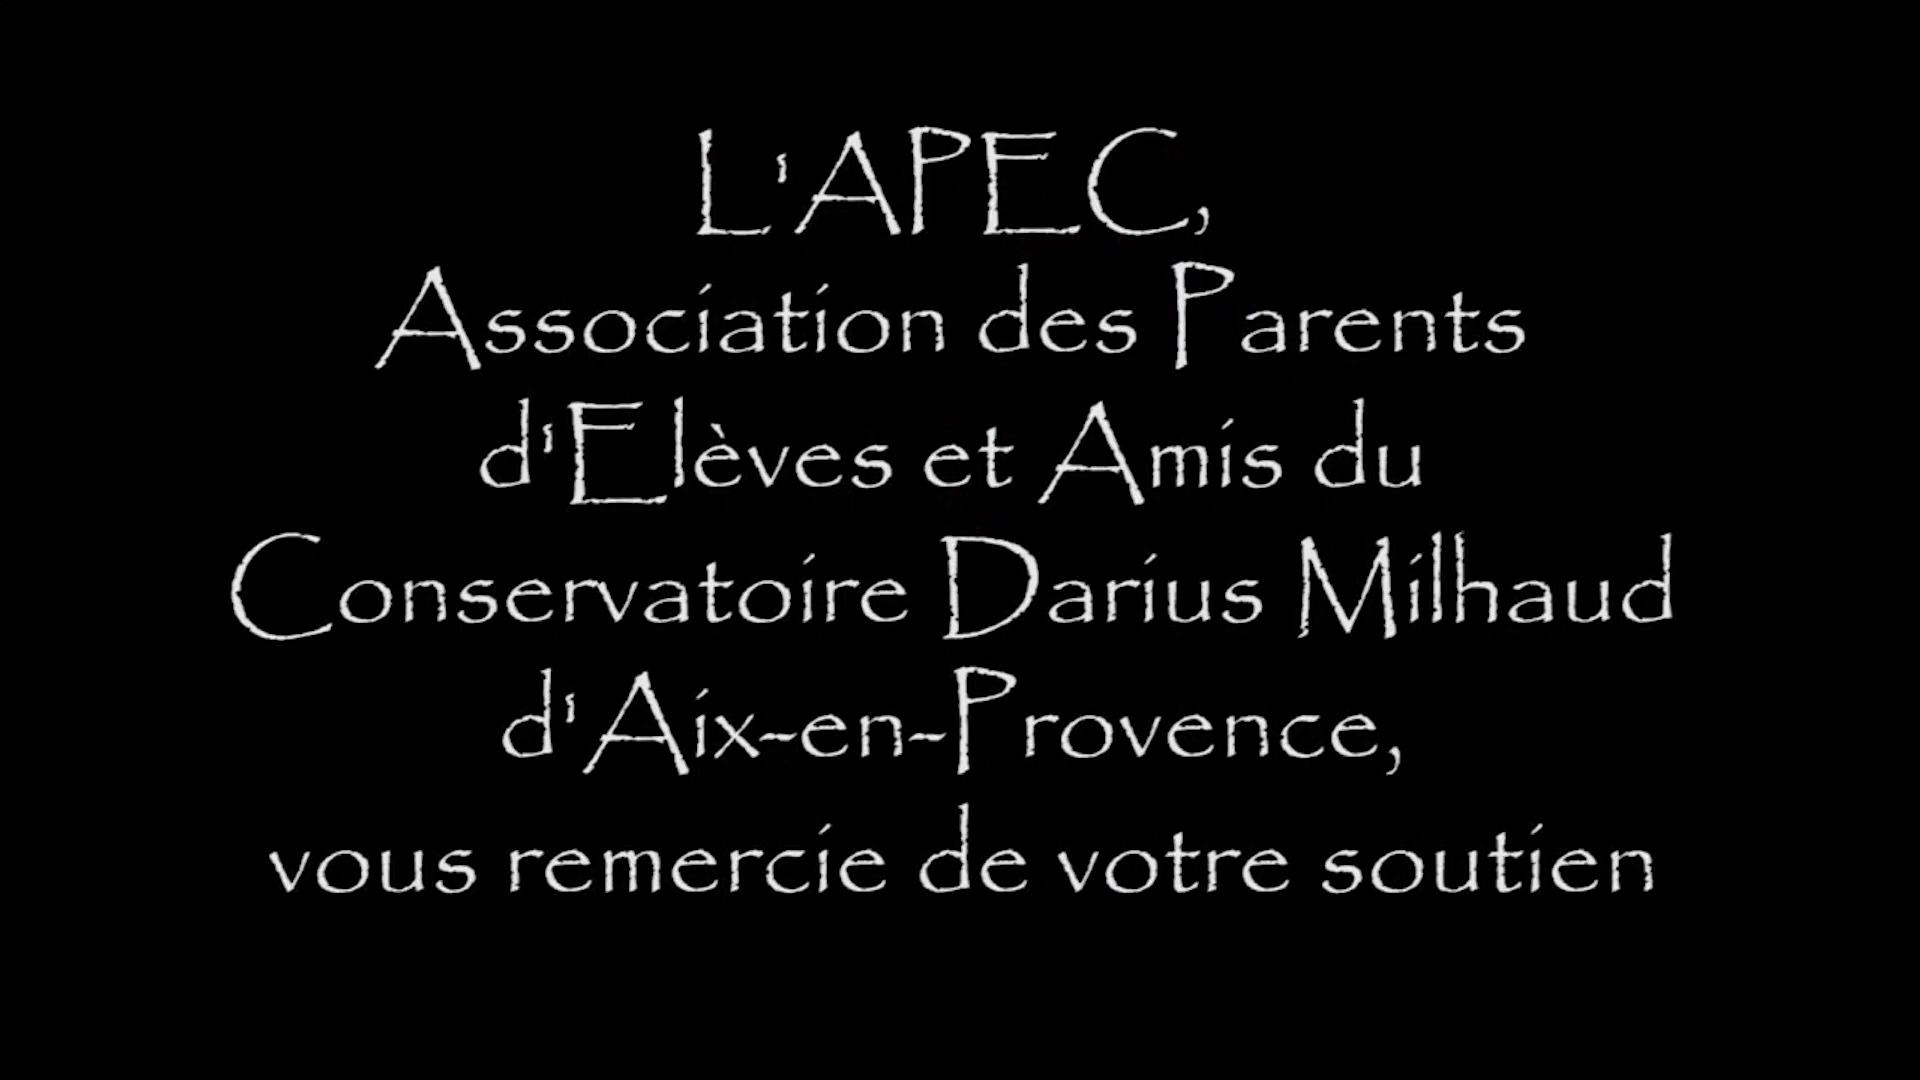 L'APEC,
Association des Parents
d'Elèves et Amis du
Conservatoire Darius Milhaud
d'Aix-en-Provence,
vous remercie de votre soutien